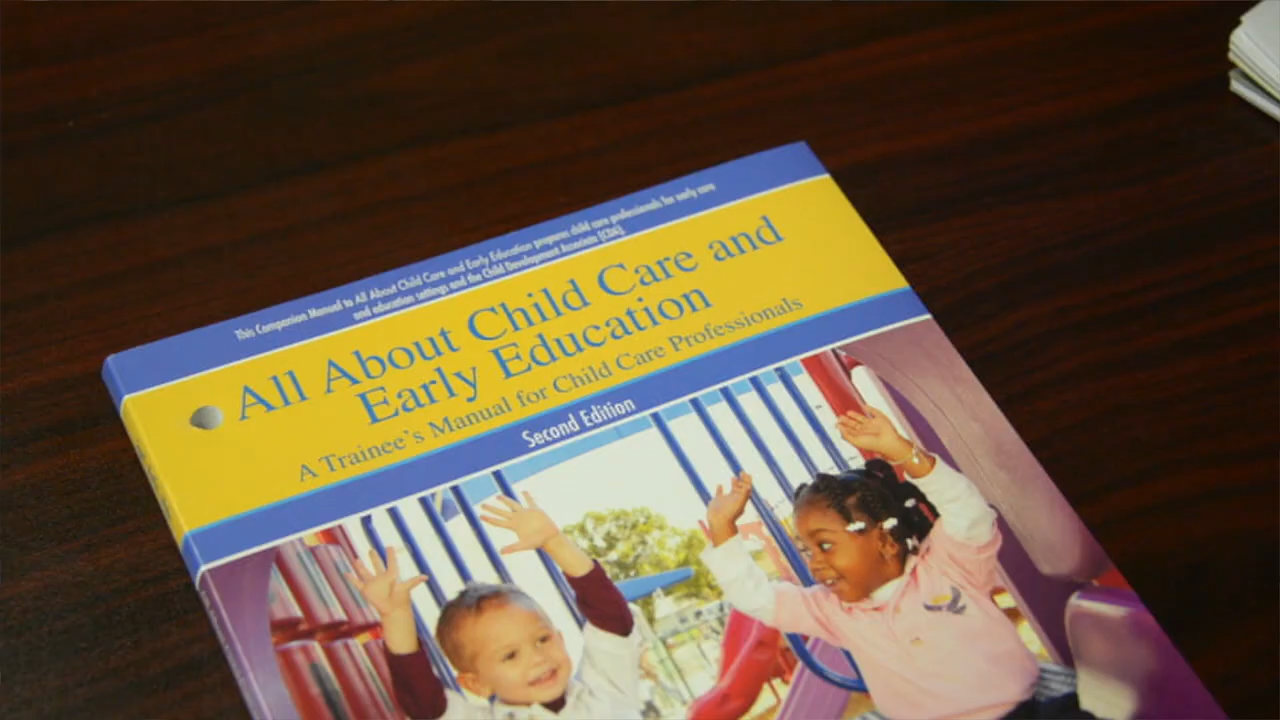 This Companion Manual to All About Child Care and Early Education prepares child care professionals for early care
and education settings and the Child Development Associate (CDA).
All About Child Care and
Early Education
A Trainee's Manual for Child Care Professionals
Second Edition